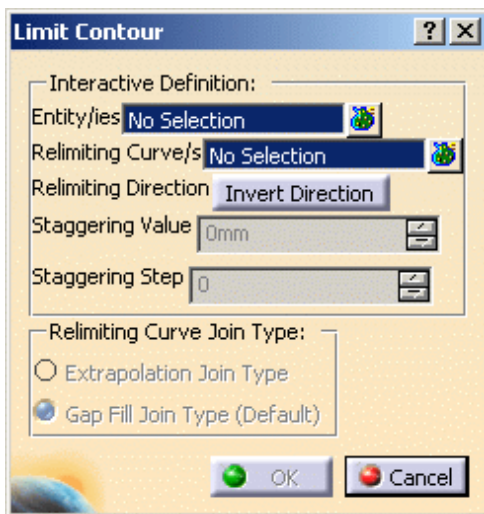 Limit Contour
Interactive Definition:
Entity/ies No Selection
Relimiting Curve/s No Selection
Relimiting Direction Invert Direction
Staggering Value 0mm
Staggering Step 0
Relimiting Curve Join Type:
Extrapolation Join Type
Gap Fill Join Type (Default)
OK Cancel